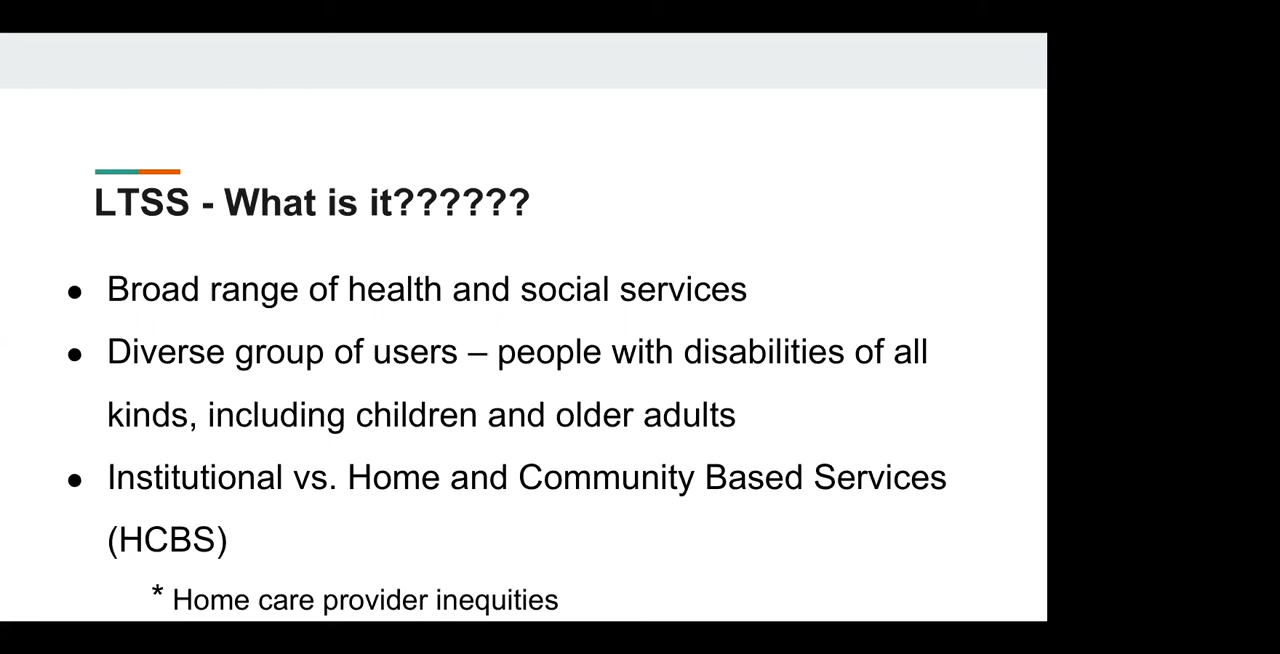 LTSS - What is it??????
● Broad range of health and social services
● Diverse group of users – people with disabilities of all
kinds, including children and older adults
● Institutional vs. Home and Community Based Services
(HCBS)
* Home care provider inequities